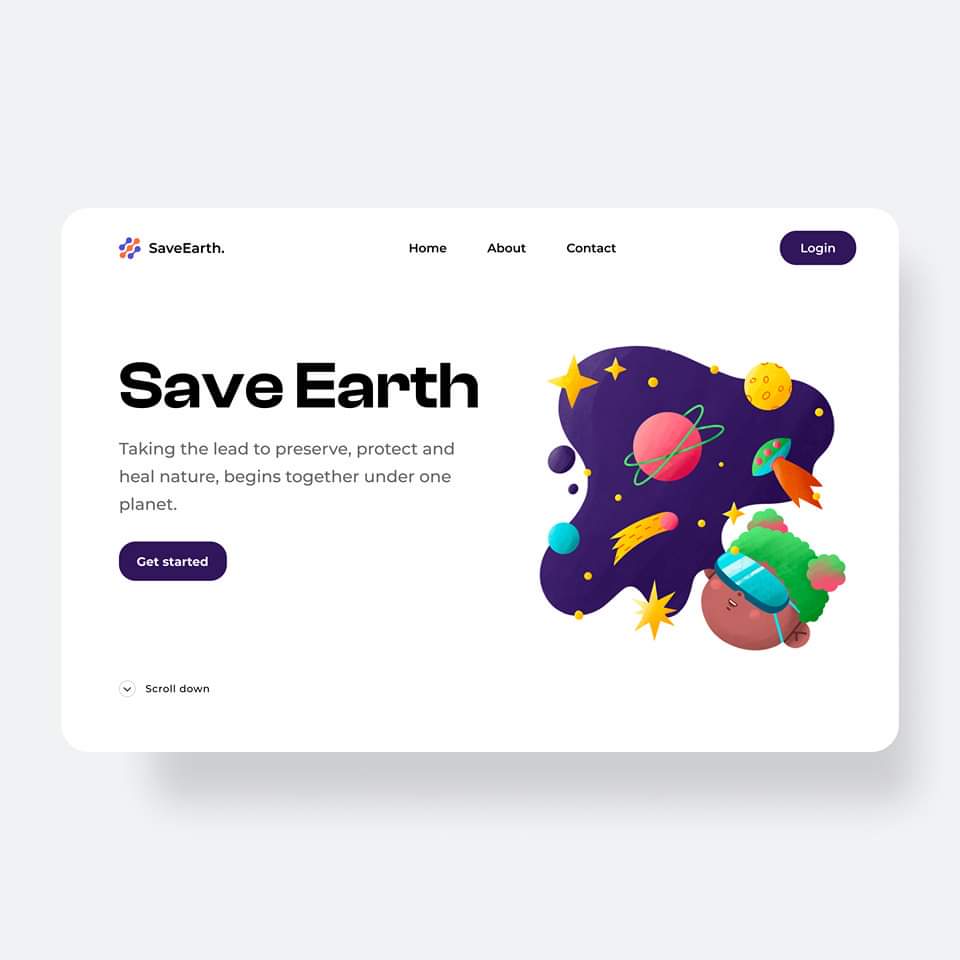 SaveEarth.
Home
About
Contact
Login
Save Earth
Taking the lead to preserve, protect and
heal nature, begins together under one
planet.
Get started
Scroll down